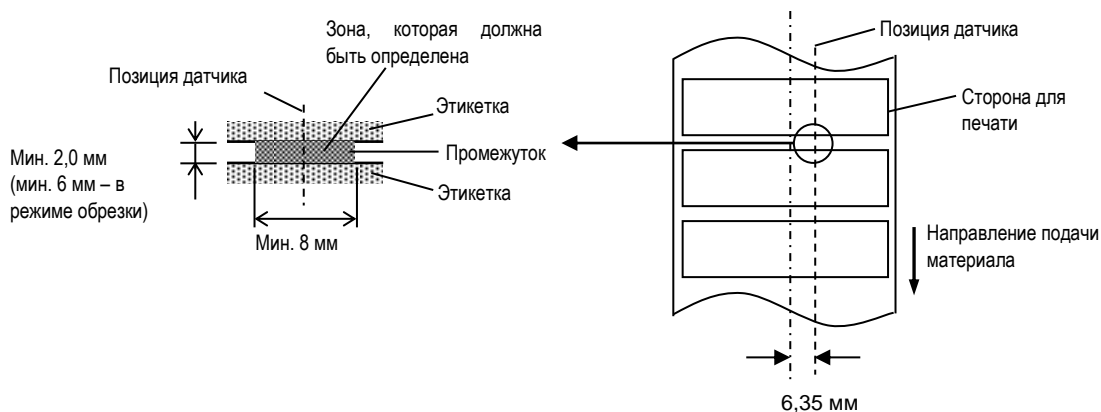 Зона, которая должна
быть определена
Позиция датчика
Этикетка
Промежуток
Этикетка
Мин. 2,0 мм
(мин. 6 мм – в
режиме обрезки)
Мин. 8 мм
Позиция датчика
Сторона для
печати
Направление подачи
материала
6,35 мм